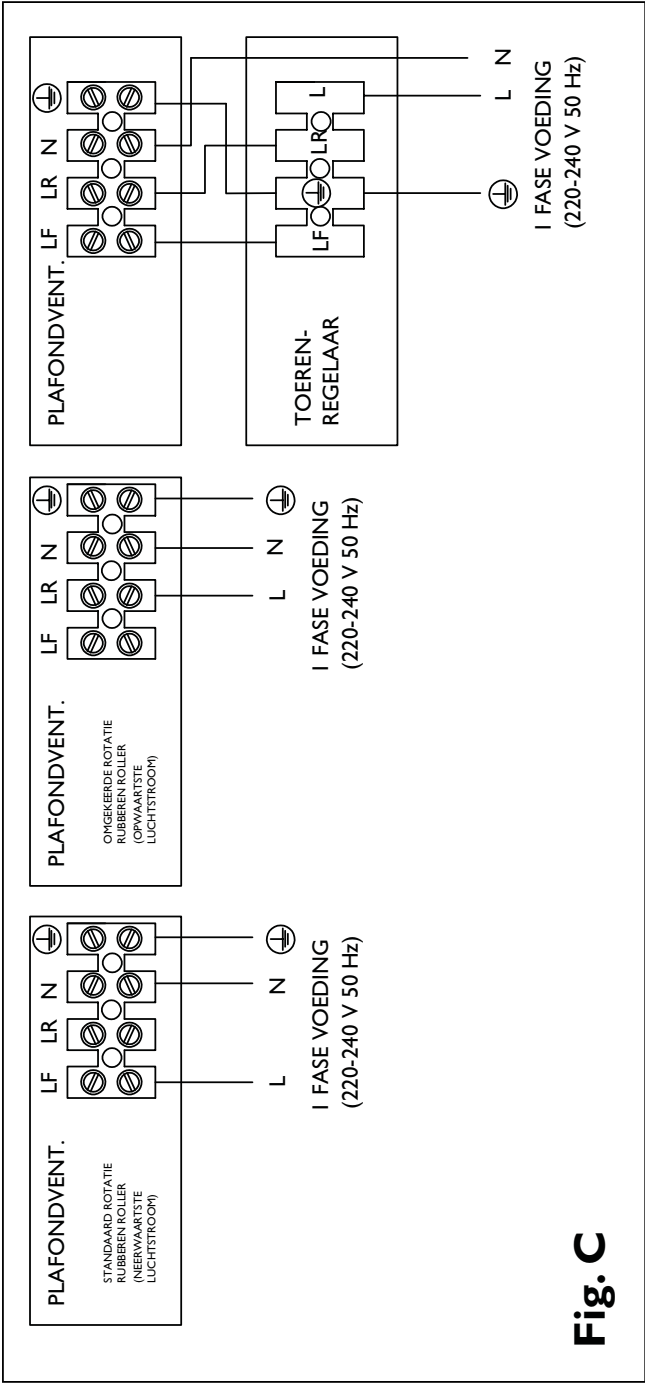 PLAFONDVENT.
STANDAARD ROTATIE
RUBBEREN ROLLER
(NEERWAARTSTE
LUCHTSTROOM)
LF LR N
L N
I FASE VOEDING
(220-240 V 50 Hz)
PLAFONDVENT.
OMGEKEERDE ROTATIE
RUBBEREN ROLLER
(OPWAARTSTE
LUCHTSTROOM)
LF LR N
L N
I FASE VOEDING
(220-240 V 50 Hz)
PLAFONDVENT.
LF LR N
TOEREN-
REGELAAR
LF LR L
L N
I FASE VOEDING
(220-240 V 50 Hz)
Fig. C